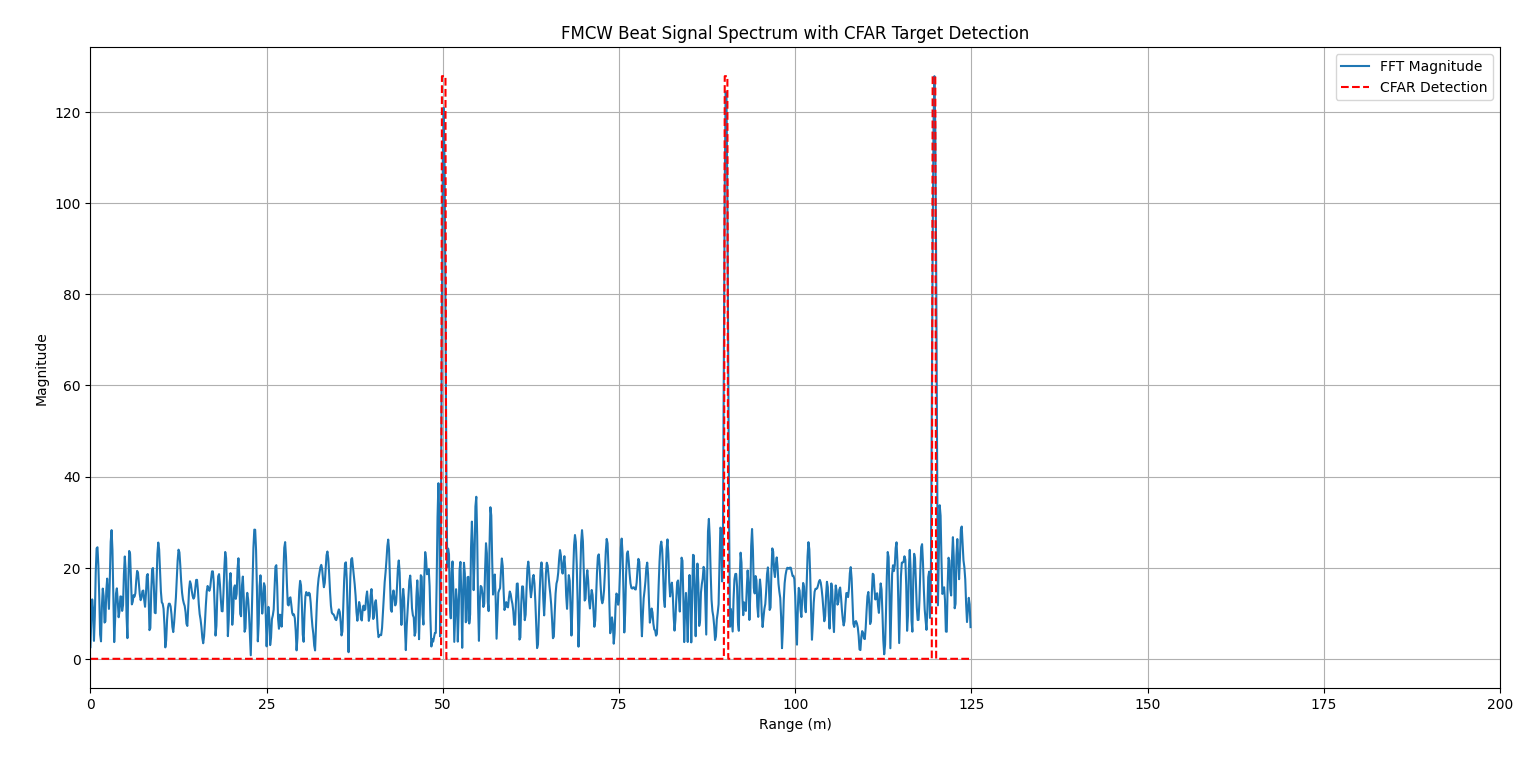 FMCW Beat Signal Spectrum with CFAR Target Detection
FFT Magnitude
CFAR Detection
Magnitude
120
100
80
60
40
20
0
0 25 50 75 100 125 150 175 200
Range (m)